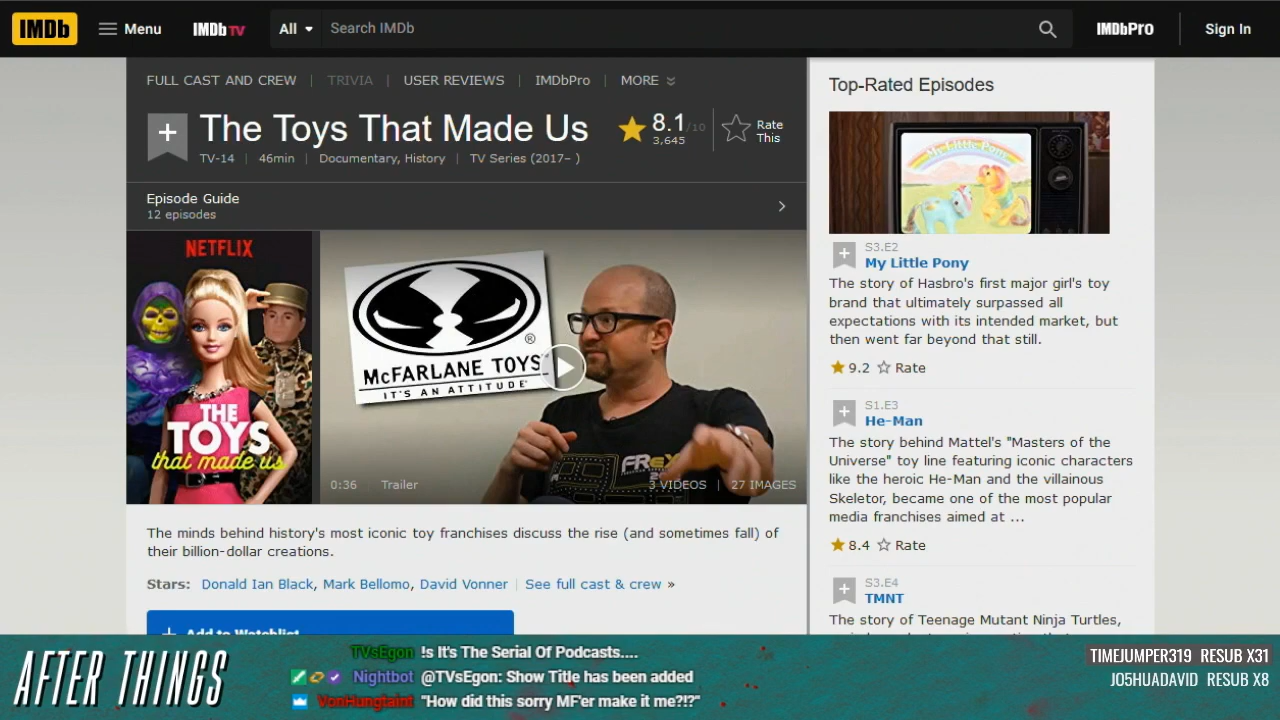 IMDb
Menu
IMDb TV
All
Search IMDb
IMDbPro
Sign In
FULL CAST AND CREW | TRIVIA | USER REVIEWS | IMDbPro | MORE
The Toys That Made Us
8.1/10
3,645
Rate This
TV-14 | 46min | Documentary, History | TV Series (2017– )
Episode Guide
12 episodes
NETFLIX
THE
TOYS
that made us
McFARLANE TOYS
®
IT'S AN ATTITUDE
0:36 | Trailer
3 VIDEOS | 27 IMAGES
The minds behind history's most iconic toy franchises discuss the rise (and sometimes fall) of
their billion-dollar creations.
Stars: Donald Ian Black, Mark Bellomo, David Vonner | See full cast & crew »
Add to Watchlist
Top-Rated Episodes
My Little Pony
S3.E2
My Little Pony
The story of Hasbro's first major girl's toy
brand that ultimately surpassed all
expectations with its intended market, but
then went far beyond that still.
9.2 Rate
S1.E3
He-Man
The story behind Mattel's "Masters of the
Universe" toy line featuring iconic characters
like the heroic He-Man and the villainous
Skeletor, became one of the most popular
media franchises aimed at ...
8.4 Rate
S3.E4
TMNT
The story of Teenage Mutant Ninja Turtles,
AFTER THINGS
TVsEgon !s It's The Serial Of Podcasts....
Nightbot @TVsEgon: Show Title has been added
VonHungtaint "How did this sorry MF'er make it me?!?"
TIMEJUMPER319 RESUB X31
JO5HUADAVID RESUB X8